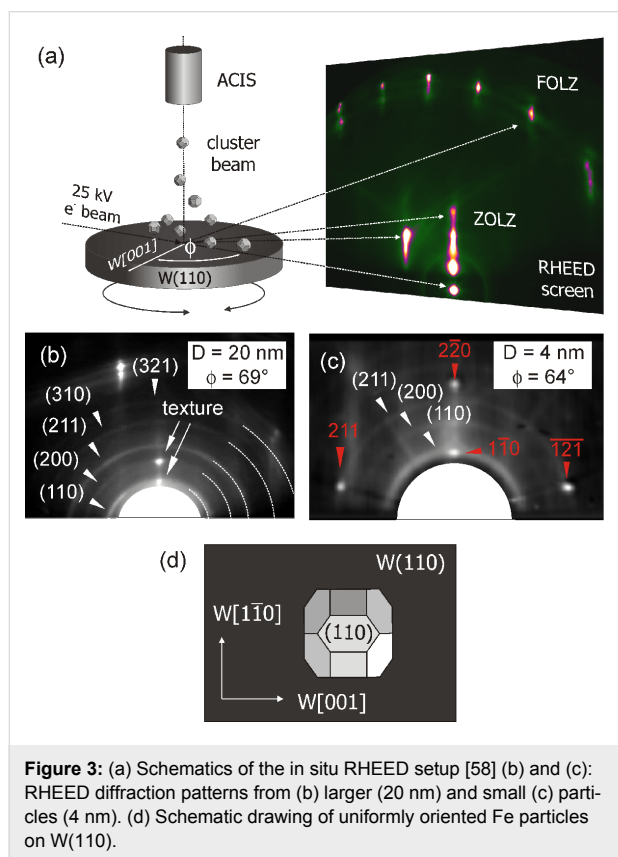 (a)
ACIS
cluster
beam
25 kV
e⁻ beam
W[001]
ϕ
W(110)
FOLZ
ZOLZ
RHEED
screen
(b)
D = 20 nm
ϕ = 69°
(321)
(310)
texture
(211)
(200)
(110)
(c)
D = 4 nm
ϕ = 64°
22̅0
(211)
(200)
(110)
211
11̅0
1̅2̅1̅
(d)
W(110)
W[11̅0]
(110)
W[001]
Figure 3: (a) Schematics of the in situ RHEED setup [58] (b) and (c):
RHEED diffraction patterns from (b) larger (20 nm) and small (c) parti-
cles (4 nm). (d) Schematic drawing of uniformly oriented Fe particles
on W(110).